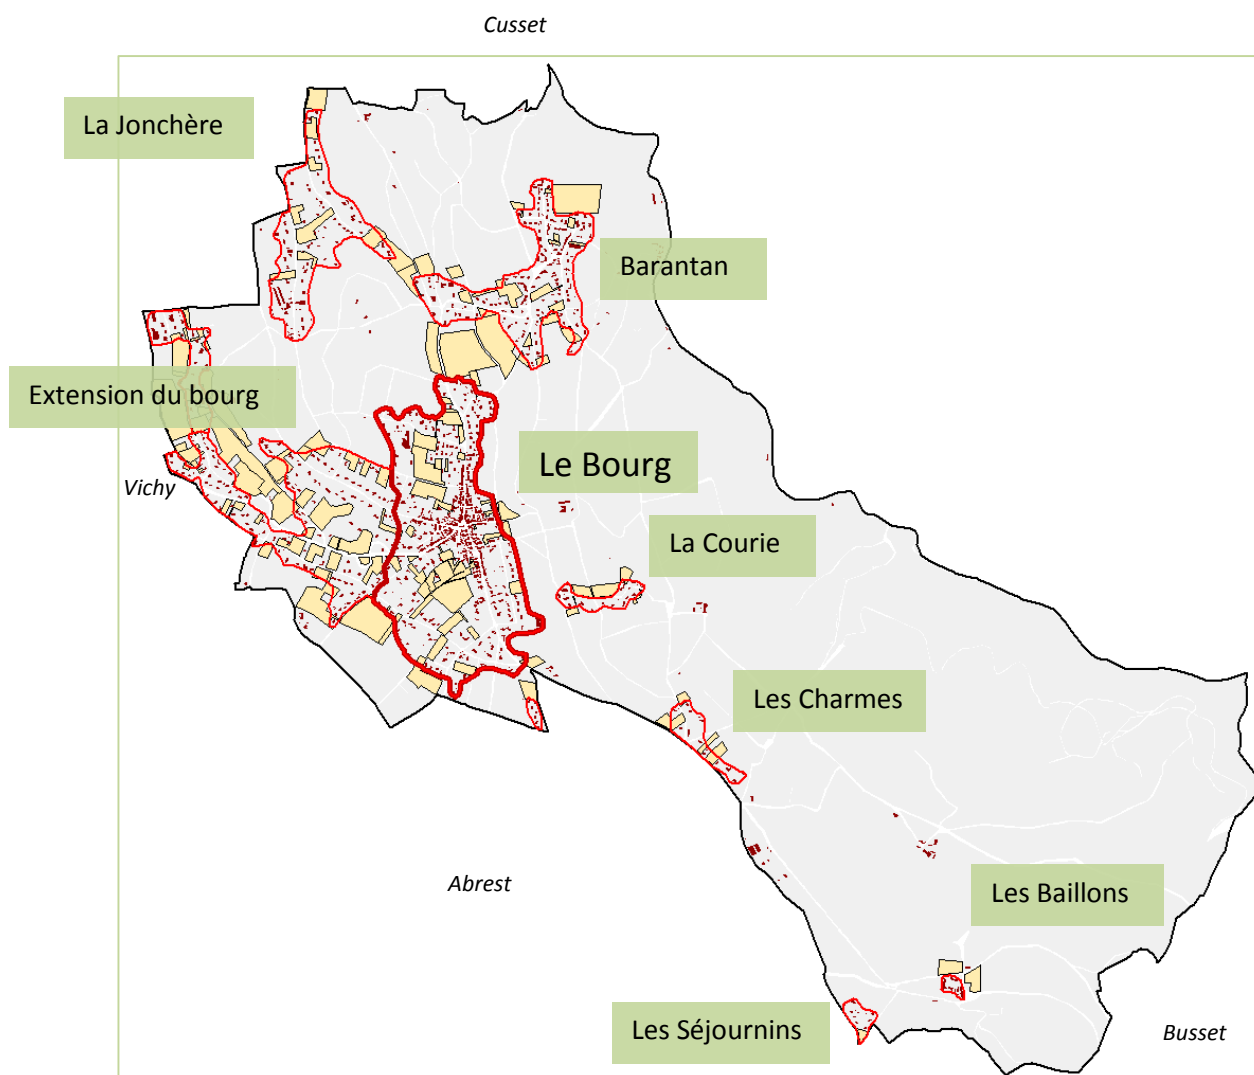 Cusset
La Jonchère
Barantan
Extension du bourg
Le Bourg
Vichy
La Courie
Les Charmes
Abrest
Les Baillons
Les Séjournins
Busset